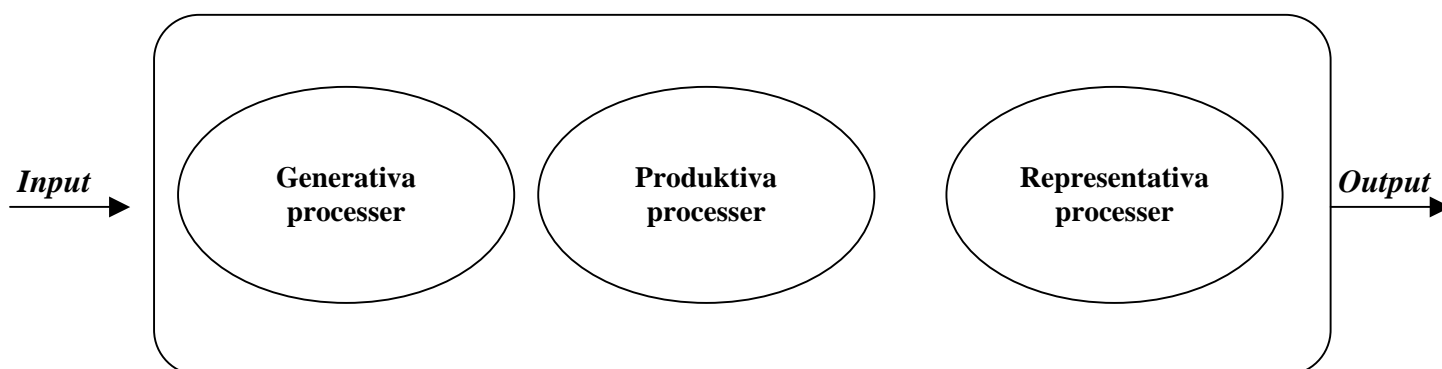 Input
Generativa
processer
Produktiva
processer
Representativa
processer
Output